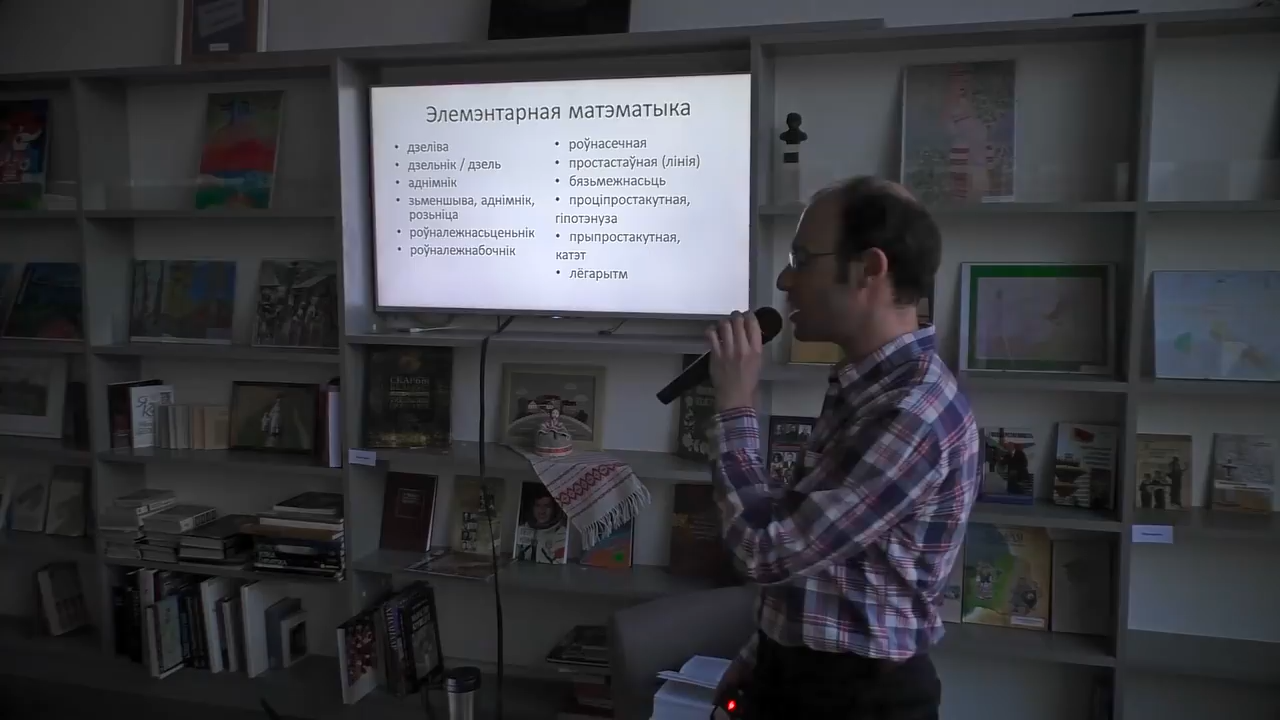 Элемэнтарная матэматыка
• дзеліва
• дзельнік / дзель
• аднімнік
• зьменшыва, аднімнік,
розьніца
• роўналежнасьценьнік
• роўналежнабочнік
• роўнасечная
• простастаўная (лінія)
• бязьмежнасьць
• проціпростакутная,
гіпотэнуза
• прыпростакутная,
катэт
• лёгарытм